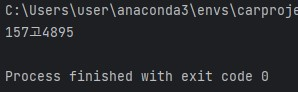 C:\Users\user\anaconda3\envs\carproje
157고4895
Process finished with exit code 0